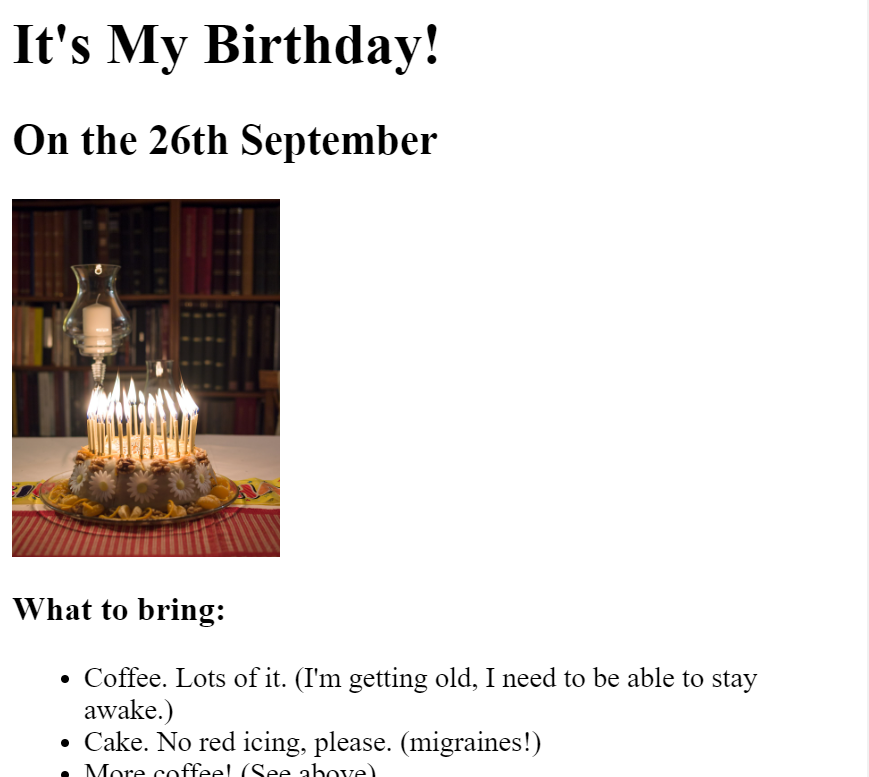 It's My Birthday!
On the 26th September
What to bring:
Coffee. Lots of it. (I'm getting old, I need to be able to stay
awake.)
Cake. No red icing, please. (migraines!)
More coffee! (See above)